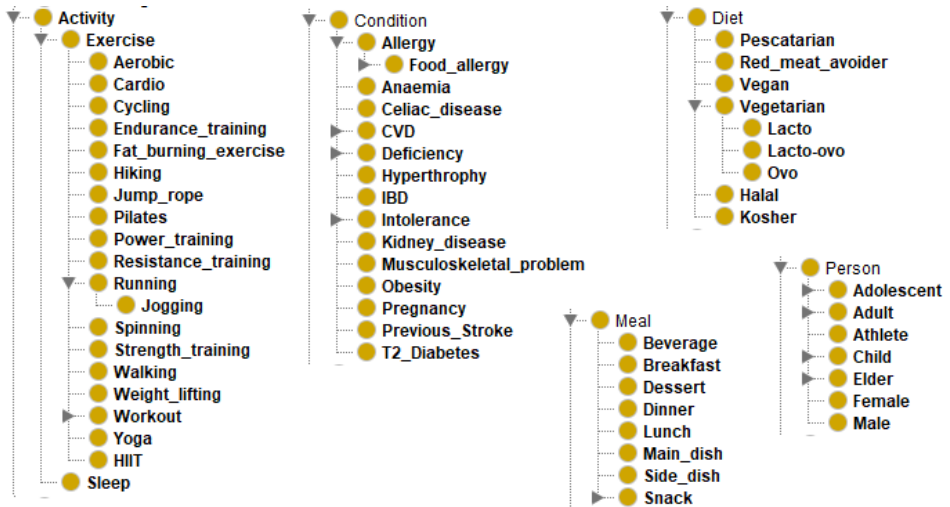 Activity
Exercise
Aerobic
Cardio
Cycling
Endurance_training
Fat_burning_exercise
Hiking
Jump_rope
Pilates
Power_training
Resistance_training
Running
Jogging
Spinning
Strength_training
Walking
Weight_lifting
Workout
Yoga
HIIT
Sleep
Condition
Allergy
Food_allergy
Anaemia
Celiac_disease
CVD
Deficiency
Hyperthrophy
IBD
Intolerance
Kidney_disease
Musculoskeletal_problem
Obesity
Pregnancy
Previous_Stroke
T2_Diabetes
Diet
Pescatarian
Red_meat_avoider
Vegan
Vegetarian
Lacto
Lacto-ovo
Ovo
Halal
Kosher
Meal
Beverage
Breakfast
Dessert
Dinner
Lunch
Main_dish
Side_dish
Snack
Person
Adolescent
Adult
Athlete
Child
Elder
Female
Male